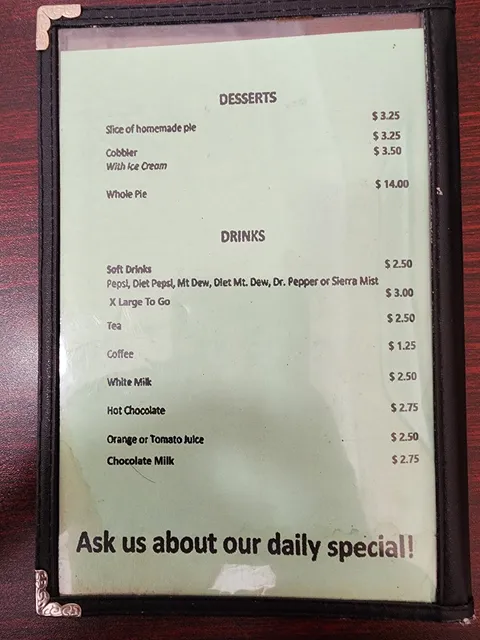 DESSERTS
Slice of homemade pie $ 3.25
Cobbler $ 3.25
With Ice Cream $ 3.50
Whole Pie $ 14.00
DRINKS
Soft Drinks $ 2.50
Pepsi, Diet Pepsi, Mt Dew, Diet Mt. Dew, Dr. Pepper or Sierra Mist
X Large To Go $ 3.00
Tea $ 2.50
Coffee $ 1.25
White Milk $ 2.50
Hot Chocolate $ 2.75
Orange or Tomato Juice $ 2.50
Chocolate Milk $ 2.75
Ask us about our daily special!